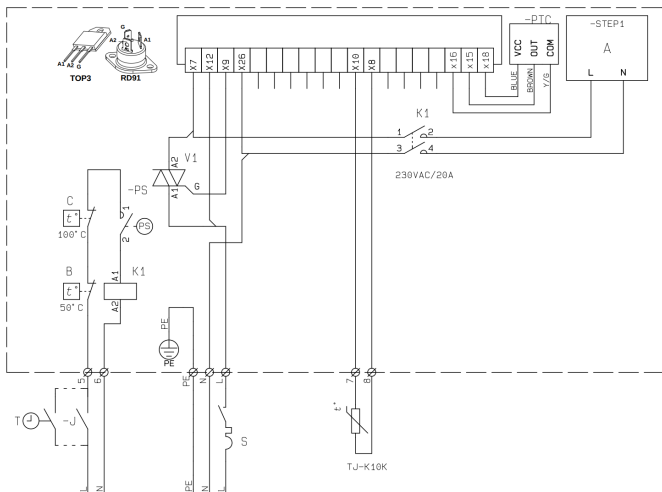 G
A2
A1
A1 A2 G
TOP3
RD91
X7
X12
X9
X26
X10
X8
X16
X15
X18
-PTC
VCC
OUT
COM
BLUE
BROWN
Y/G
-STEP1
A
L N
K1
1 2
3 4
230VAC/20A
A2
V1
G
A1
-PS
C
t°
100°C
1
PS
2
B
t°
50°C
A1
K1
A2
PE
PE
5
6
PE
N
L
7
8
T
-J
S
t°
TJ-K10K
L
N
PE
N
L